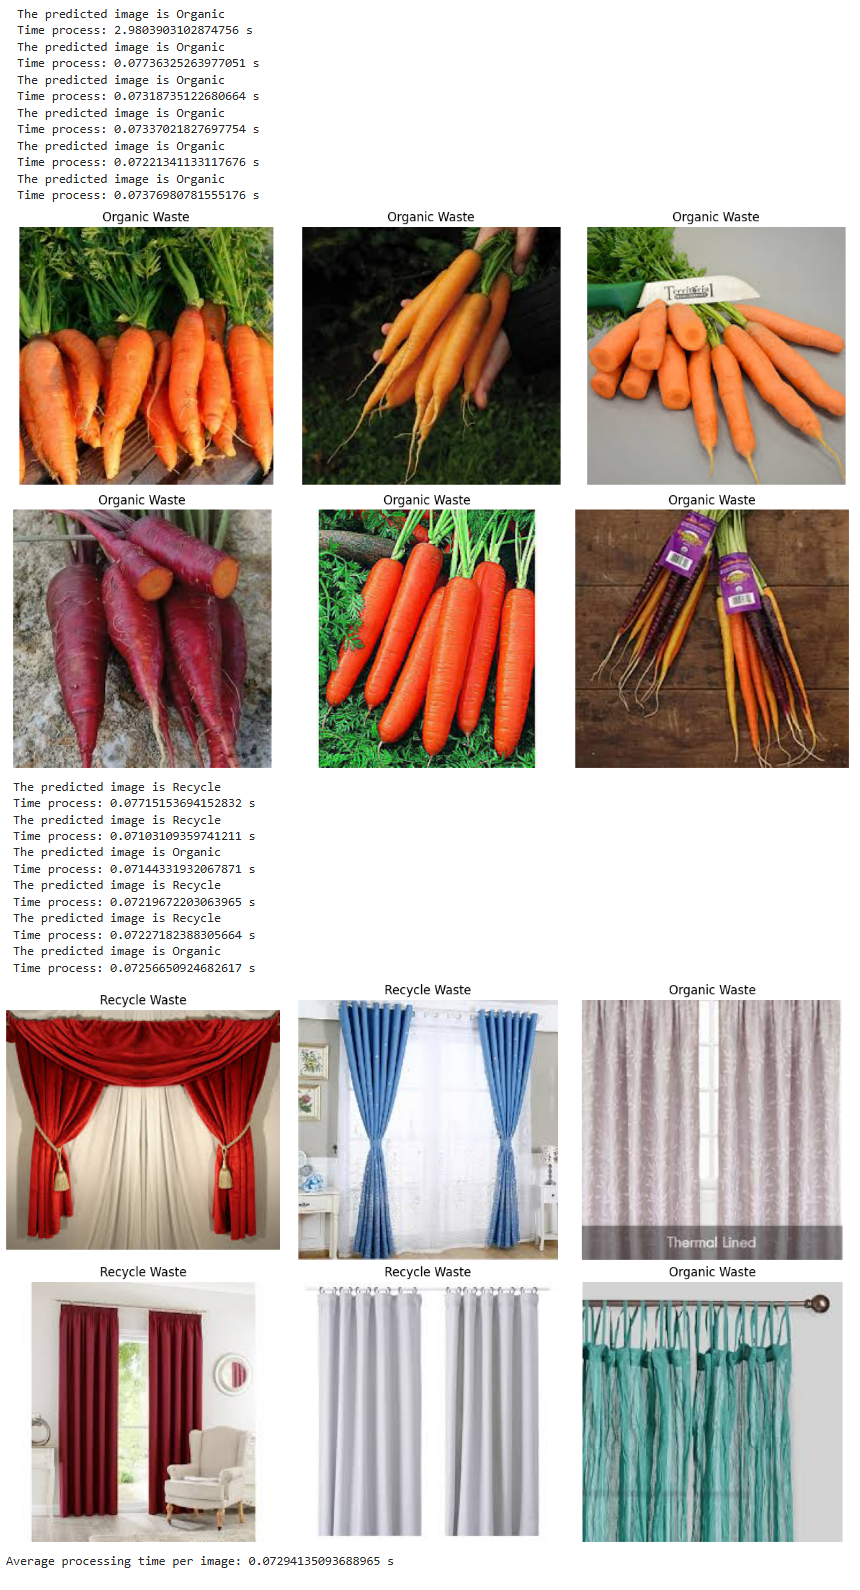 The predicted image is Organic
Time process: 2.9803903102874756 s
The predicted image is Organic
Time process: 0.07736325263977051 s
The predicted image is Organic
Time process: 0.07318735122680664 s
The predicted image is Organic
Time process: 0.07337021827697754 s
The predicted image is Organic
Time process: 0.07221341133117676 s
The predicted image is Organic
Time process: 0.07376980781555176 s
Organic Waste
Organic Waste
Organic Waste
Territorial
Organic Waste
Organic Waste
Organic Waste
The predicted image is Recycle
Time process: 0.07715153694152832 s
The predicted image is Recycle
Time process: 0.07103109359741211 s
The predicted image is Organic
Time process: 0.07144331932067871 s
The predicted image is Recycle
Time process: 0.07219672203063965 s
The predicted image is Recycle
Time process: 0.07227182388305664 s
The predicted image is Organic
Time process: 0.07256650924682617 s
Recycle Waste
Recycle Waste
Organic Waste
Thermal Lined
Recycle Waste
Recycle Waste
Organic Waste
Average processing time per image: 0.07294135093688965 s